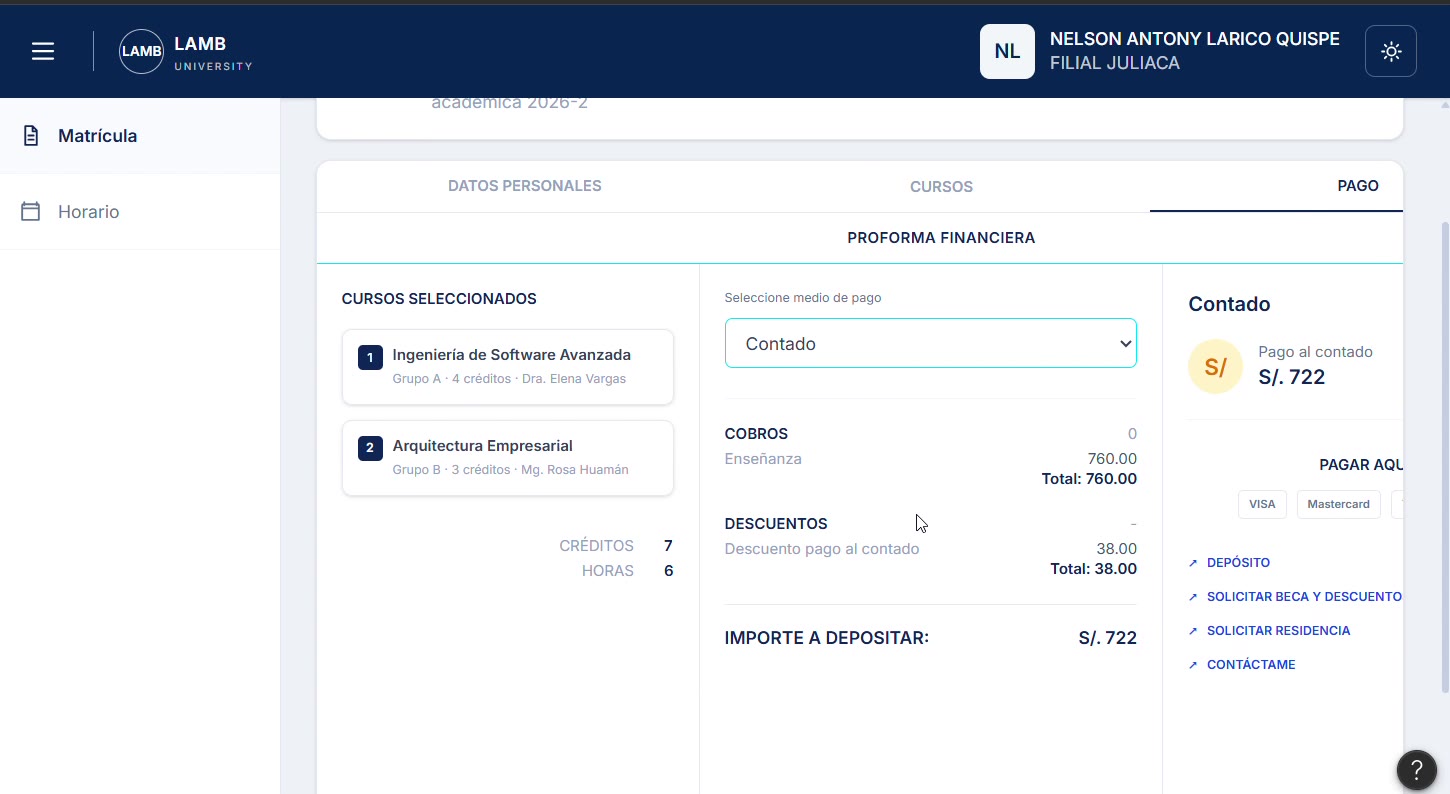 LAMB
LAMB
UNIVERSITY
NL
NELSON ANTONY LARICO QUISPE
FILIAL JULIACA
Matrícula
Horario
académica 2026-2
DATOS PERSONALES
CURSOS
PAGO
PROFORMA FINANCIERA
CURSOS SELECCIONADOS
1
Ingeniería de Software Avanzada
Grupo A · 4 créditos · Dra. Elena Vargas
2
Arquitectura Empresarial
Grupo B · 3 créditos · Mg. Rosa Huamán
CRÉDITOS 7
HORAS 6
Seleccione medio de pago
Contado
COBROS 0
Enseñanza 760.00
Total: 760.00
DESCUENTOS -
Descuento pago al contado 38.00
Total: 38.00
IMPORTE A DEPOSITAR: S/. 722
Contado
S/
Pago al contado
S/. 722
PAGAR AQU
VISA
Mastercard
DEPÓSITO
SOLICITAR BECA Y DESCUENTO
SOLICITAR RESIDENCIA
CONTÁCTAME
?